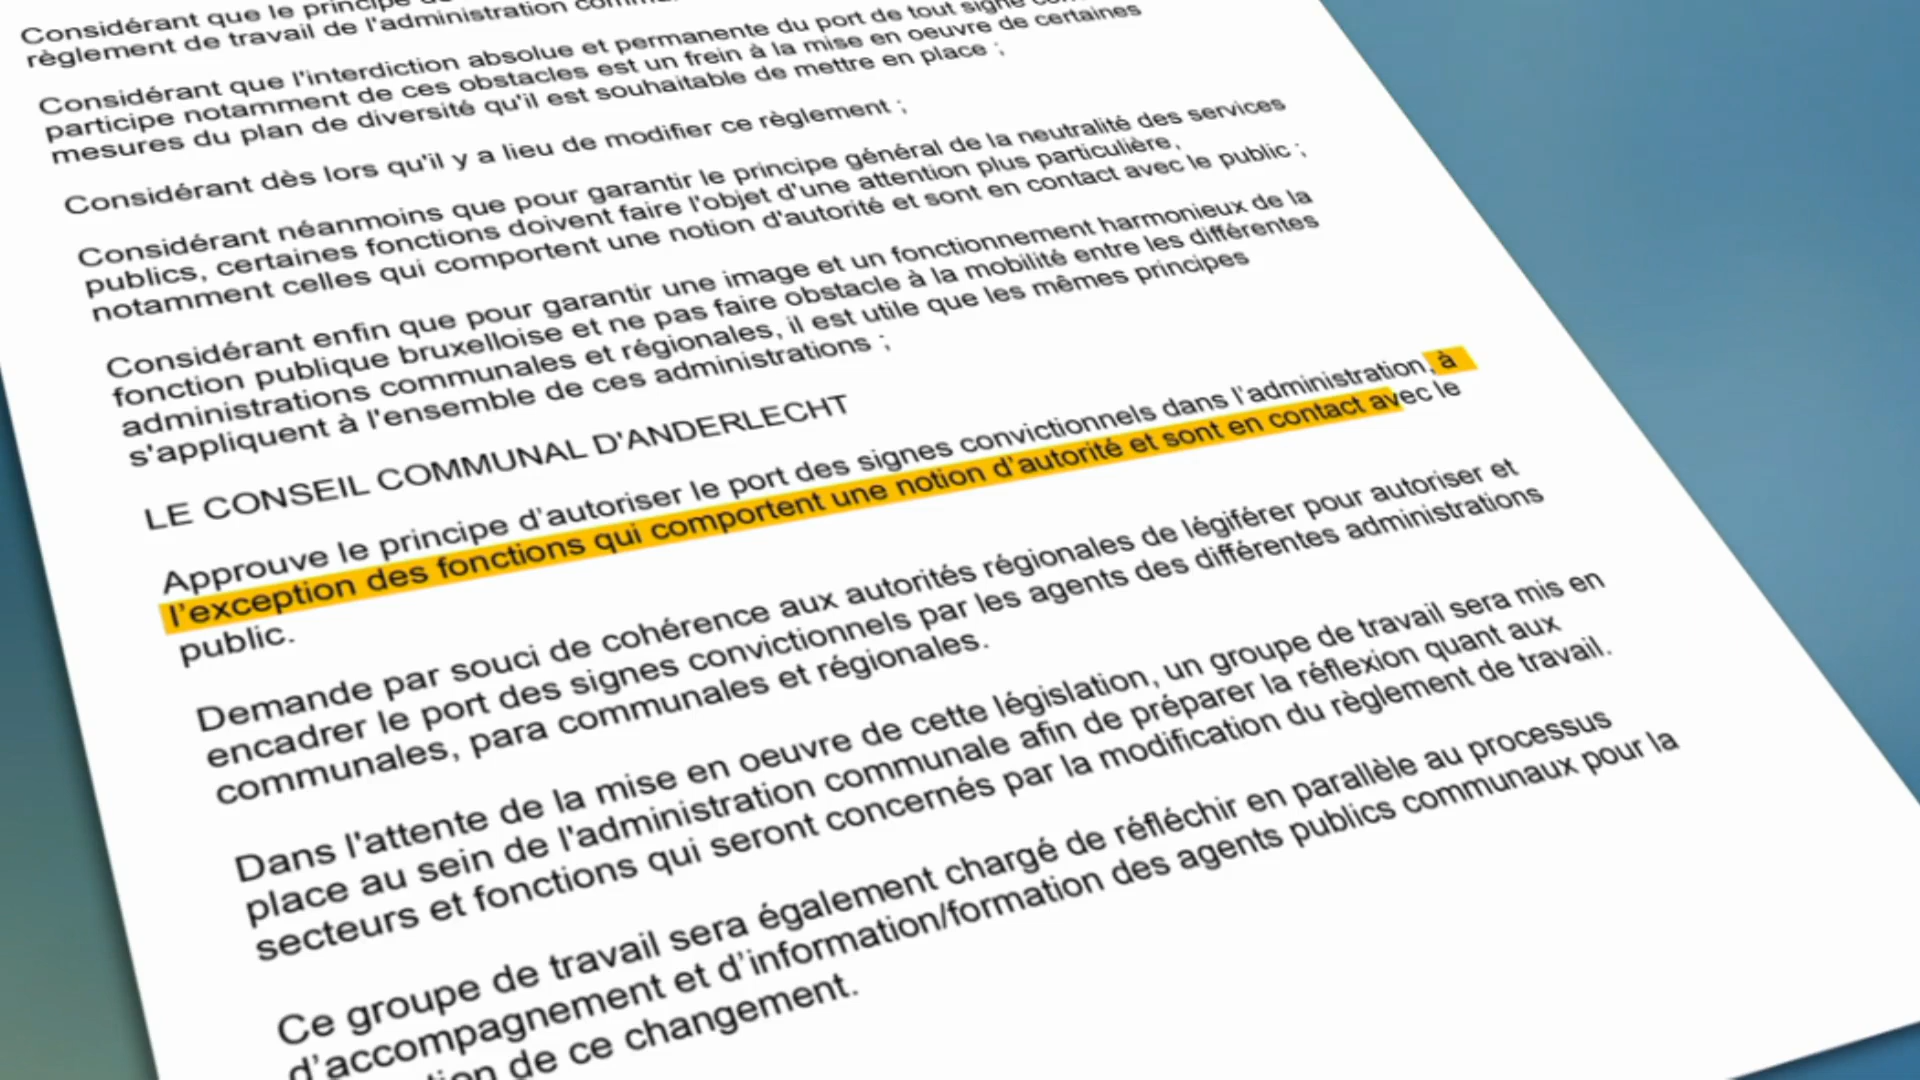 Considérant que le principe
règlement de travail de l'administration
Considérant que l'interdiction absolue et permanente du port de tout signe
participe notamment de ces obstacles est un frein à la mise en oeuvre de certaines
mesures du plan de diversité qu'il est souhaitable de mettre en place ;
Considérant dès lors qu'il y a lieu de modifier ce règlement ;
Considérant néanmoins que pour garantir le principe général de la neutralité des services
publics, certaines fonctions doivent faire l'objet d'une attention plus particulière,
notamment celles qui comportent une notion d'autorité et sont en contact avec le public ;
Considérant enfin que pour garantir une image et un fonctionnement harmonieux de la
fonction publique bruxelloise et ne pas faire obstacle à la mobilité entre les différentes
administrations communales et régionales, il est utile que les mêmes principes
s'appliquent à l'ensemble de ces administrations ;
LE CONSEIL COMMUNAL D'ANDERLECHT
Approuve le principe d'autoriser le port des signes convictionnels dans l'administration, à
l'exception des fonctions qui comportent une notion d'autorité et sont en contact avec le
public.
Demande par souci de cohérence aux autorités régionales de légiférer pour autoriser et
encadrer le port des signes convictionnels par les agents des différentes administrations
communales, para communales et régionales.
Dans l'attente de la mise en oeuvre de cette législation, un groupe de travail sera mis en
place au sein de l'administration communale afin de préparer la réflexion quant aux
secteurs et fonctions qui seront concernés par la modification du règlement de travail.
Ce groupe de travail sera également chargé de réfléchir en parallèle au processus
d'accompagnement et d'information/formation des agents publics communaux pour la
de ce changement.